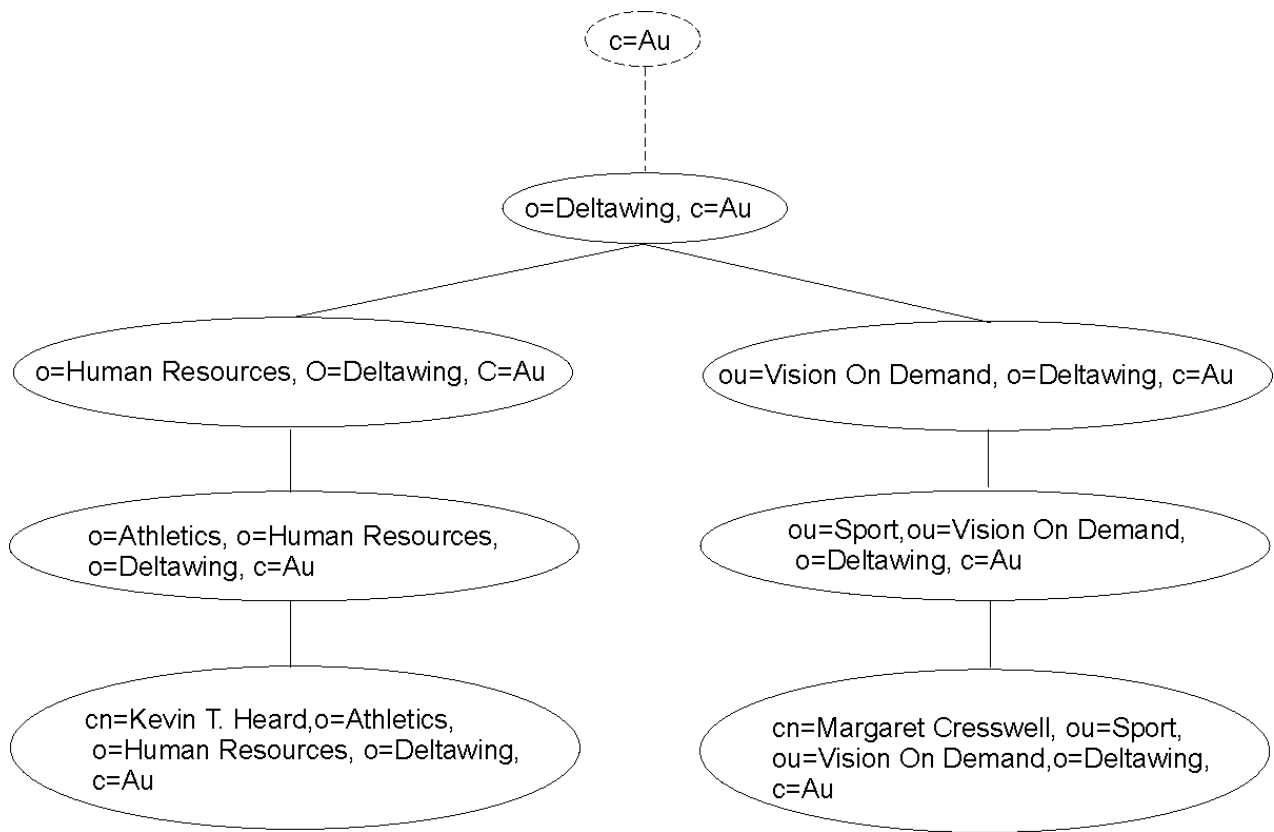 c=Au
o=Deltawing, c=Au
o=Human Resources, O=Deltawing, C=Au
ou=Vision On Demand, o=Deltawing, c=Au
o=Athletics, o=Human Resources,
o=Deltawing, c=Au
ou=Sport,ou=Vision On Demand,
o=Deltawing, c=Au
cn=Kevin T. Heard,o=Athletics,
o=Human Resources, o=Deltawing,
c=Au
cn=Margaret Cresswell, ou=Sport,
ou=Vision On Demand,o=Deltawing,
c=Au